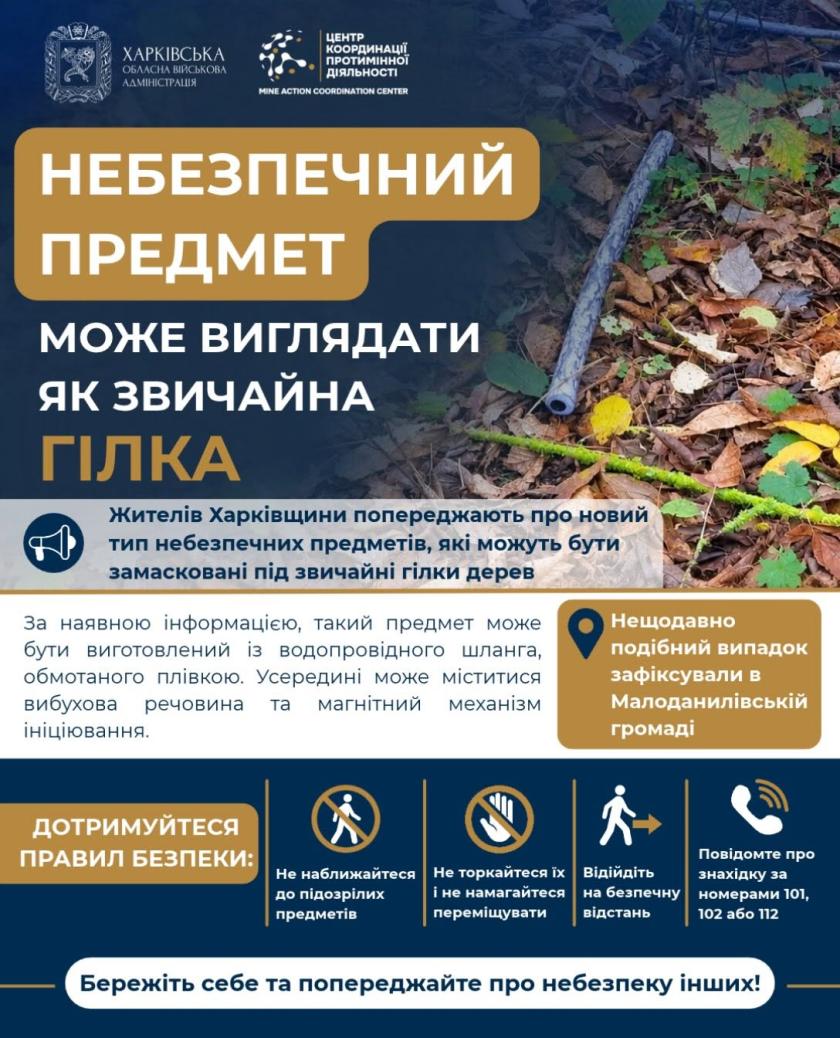 ХАРКІВСЬКА
ОБЛАСНА ВІЙСЬКОВА
АДМІНІСТРАЦІЯ
ЦЕНТР
КООРДИНАЦІЇ
ПРОТИМІННОЇ
ДІЯЛЬНОСТІ
MINE ACTION COORDINATION CENTER
НЕБЕЗПЕЧНИЙ
ПРЕДМЕТ
МОЖЕ ВИГЛЯДАТИ
ЯК ЗВИЧАЙНА
ГІЛКА
Жителів Харківщини попереджають про новий
тип небезпечних предметів, які можуть бути
замасковані під звичайні гілки дерев
За наявною інформацією, такий предмет може
бути виготовлений із водопровідного шланга,
обмотаного плівкою. Усередині може міститися
вибухова речовина та магнітний механізм
ініціювання.
Нещодавно
подібний випадок
зафіксували в
Малоданилівській
громаді
ДОТРИМУЙТЕСЯ
ПРАВИЛ БЕЗПЕКИ:
Не наближайтеся
до підозрілих
предметів
Не торкайтеся їх
і не намагайтеся
переміщувати
Відійдіть
на безпечну
відстань
Повідомте про
знахідку за
номерами 101,
102 або 112
Бережіть себе та попереджайте про небезпеку інших!